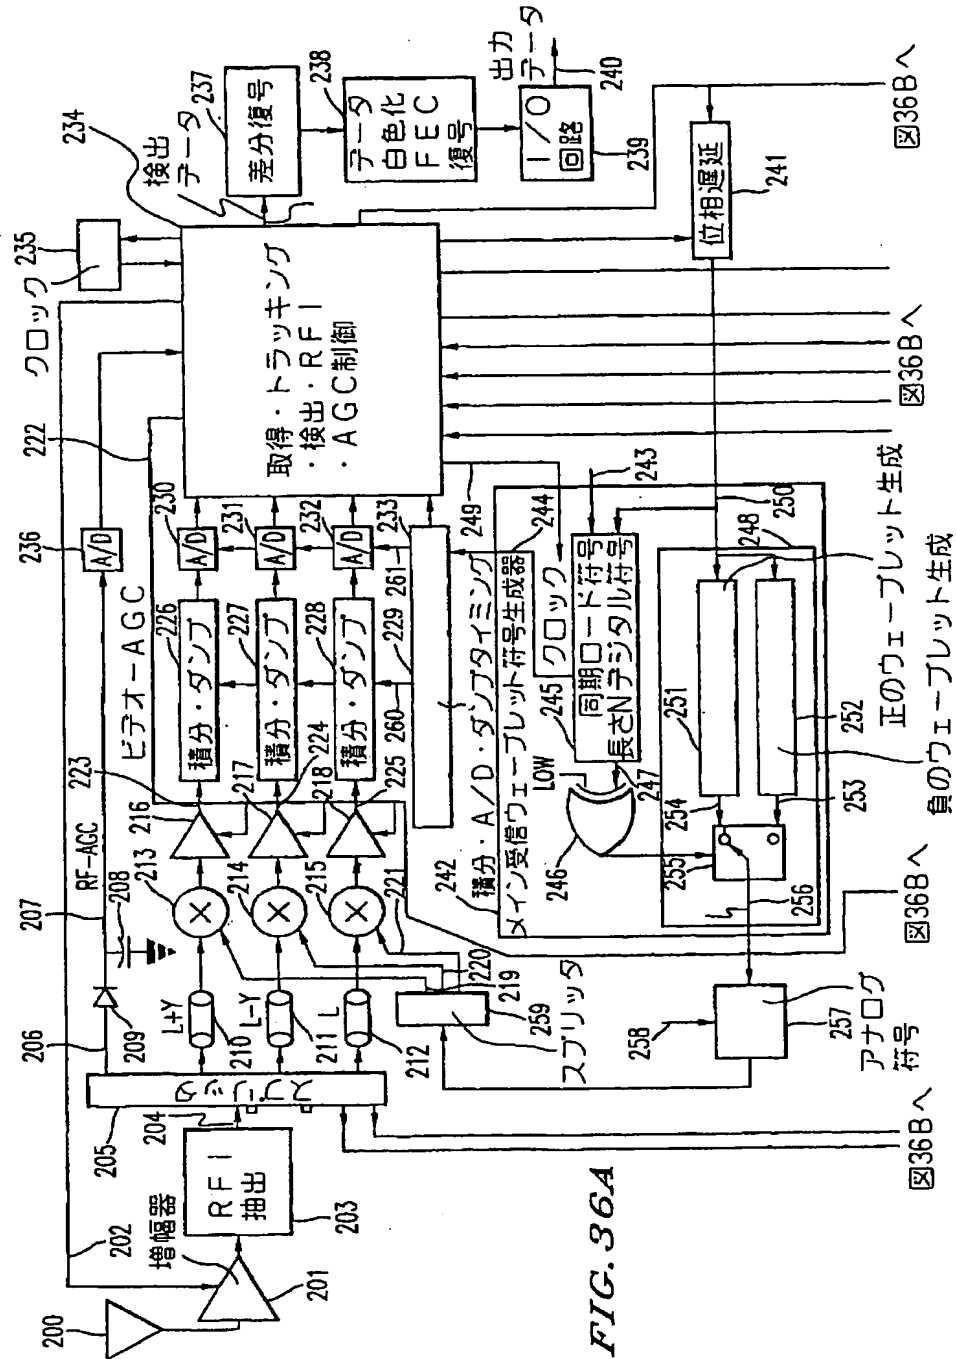 222
クロック
235
234
検出
データ
237
差分復号
238
データ
白色化
FEC
復号
出力
データ
240
I/O
回路
239
236
A/D
取得・トラッキング
・検出・RFI
・AGC制御
ビデオーAGC
226
積分・ダンプ
230
A/D
227
積分・ダンプ
231
A/D
228
積分・ダンプ
232
A/D
229
233
260
261
RF-AGC
207
208
206
209
223
216
217
224
218
225
213
214
215
221
220
219
L+Y
210
L−Y
211
L
212
スプリッタ
205
204
RFI
抽出
203
増幅器
202
201
200
259
スプリッタ
242
積分・A/D・ダンプタイミング
メイン受信ウェーブレット符号生成器
244
249
243
クロック
245
同期ロード符号
長さNデジタル符号
LOW
246
247
250
248
251
252
254
253
255
256
258
257
アナログ
符号
位相遅延
241
正のウェーブレット生成
負のウェーブレット生成
図36Bへ
図36Bへ
図36Bへ
図36Bへ
FIG. 36A